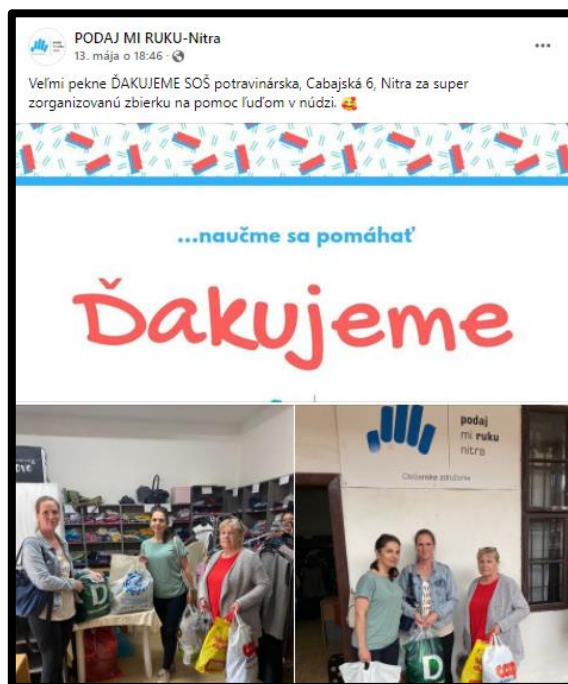 PODAJ MI RUKU-Nitra
13. mája o 18:46 ·
Veľmi pekne ĎAKUJEME SOŠ potravinárska, Cabajská 6, Nitra za super
zorganizovanú zbierku na pomoc ľuďom v núdzi.
...naučme sa pomáhať
Ďakujeme
podaj
mi ruku
nitra
Občianske združenie
D
D